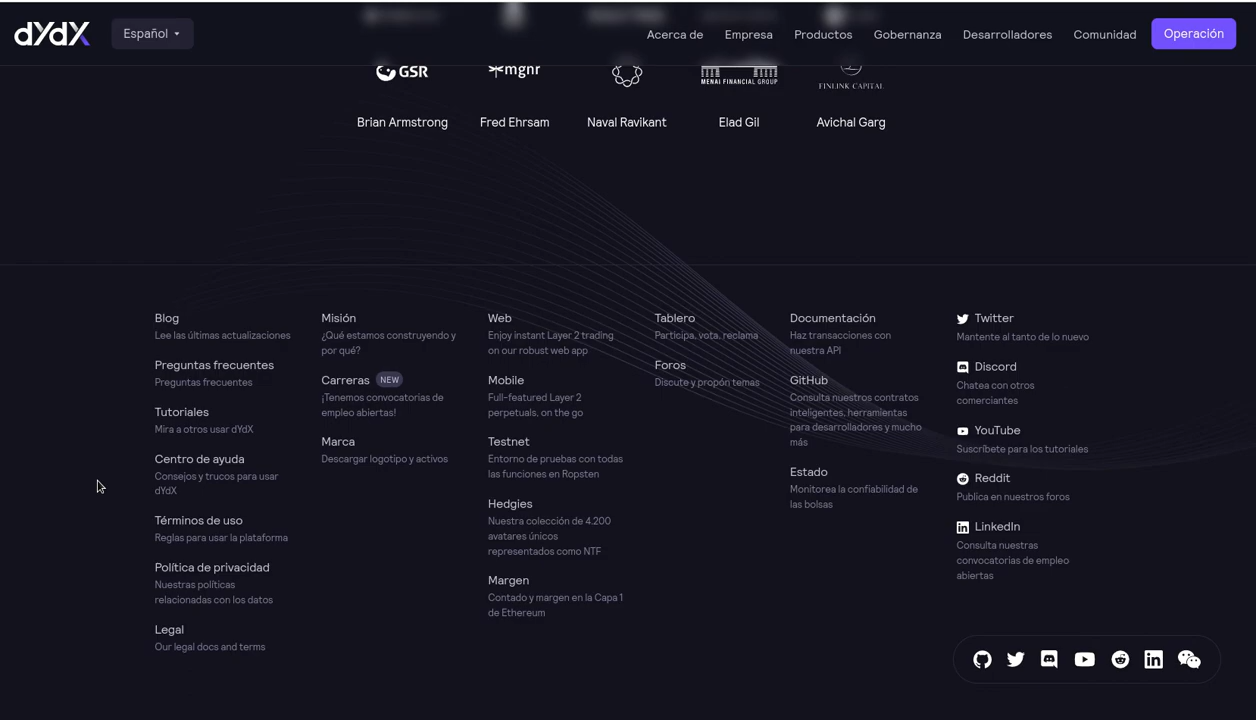 dYdX
Español
Acerca de
Empresa
Productos
Gobernanza
Desarrolladores
Comunidad
Operación
GSR
mgnr
MENAI FINANCIAL GROUP
FINLINK CAPITAL
Brian Armstrong
Fred Ehrsam
Naval Ravikant
Elad Gil
Avichal Garg
Blog
Lee las últimas actualizaciones
Preguntas frecuentes
Preguntas frecuentes
Tutoriales
Mira a otros usar dYdX
Centro de ayuda
Consejos y trucos para usar
dYdX
Términos de uso
Reglas para usar la plataforma
Política de privacidad
Nuestras políticas
relacionadas con los datos
Legal
Our legal docs and terms
Misión
¿Qué estamos construyendo y
por qué?
Carreras NEW
¡Tenemos convocatorias de
empleo abiertas!
Marca
Descargar logotipo y activos
Web
Enjoy instant Layer 2 trading
on our robust web app
Mobile
Full-featured Layer 2
perpetuals, on the go
Testnet
Entorno de pruebas con todas
las funciones en Ropsten
Hedgies
Nuestra colección de 4.200
avatares únicos
representados como NTF
Margen
Contado y margen en la Capa 1
de Ethereum
Tablero
Participa, vota, reclama
Foros
Discute y propón temas
Documentación
Haz transacciones con
nuestra API
GitHub
Consulta nuestros contratos
inteligentes, herramientas
para desarrolladores y mucho
más
Estado
Monitorea la confiabilidad de
las bolsas
Twitter
Mantente al tanto de lo nuevo
Discord
Chatea con otros
comerciantes
YouTube
Suscríbete para los tutoriales
Reddit
Publica en nuestros foros
LinkedIn
Consulta nuestras
convocatorias de empleo
abiertas